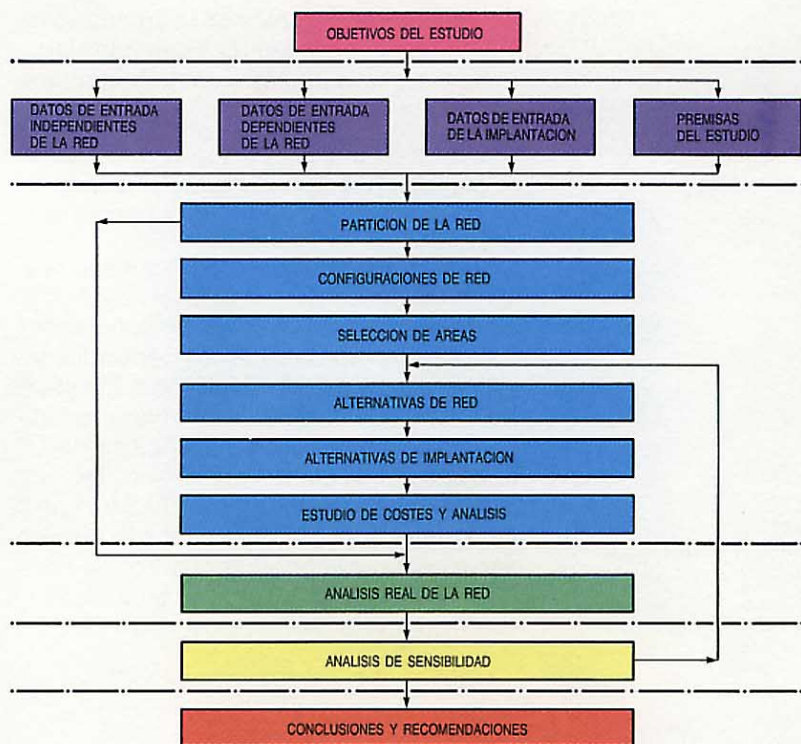 OBJETIVOS DEL ESTUDIO
DATOS DE ENTRADA
INDEPENDIENTES
DE LA RED
DATOS DE ENTRADA
DEPENDIENTES
DE LA RED
DATOS DE ENTRADA
DE LA IMPLANTACION
PREMISAS
DEL ESTUDIO
PARTICION DE LA RED
CONFIGURACIONES DE RED
SELECCION DE AREAS
ALTERNATIVAS DE RED
ALTERNATIVAS DE IMPLANTACION
ESTUDIO DE COSTES Y ANALISIS
ANALISIS REAL DE LA RED
ANALISIS DE SENSIBILIDAD
CONCLUSIONES Y RECOMENDACIONES